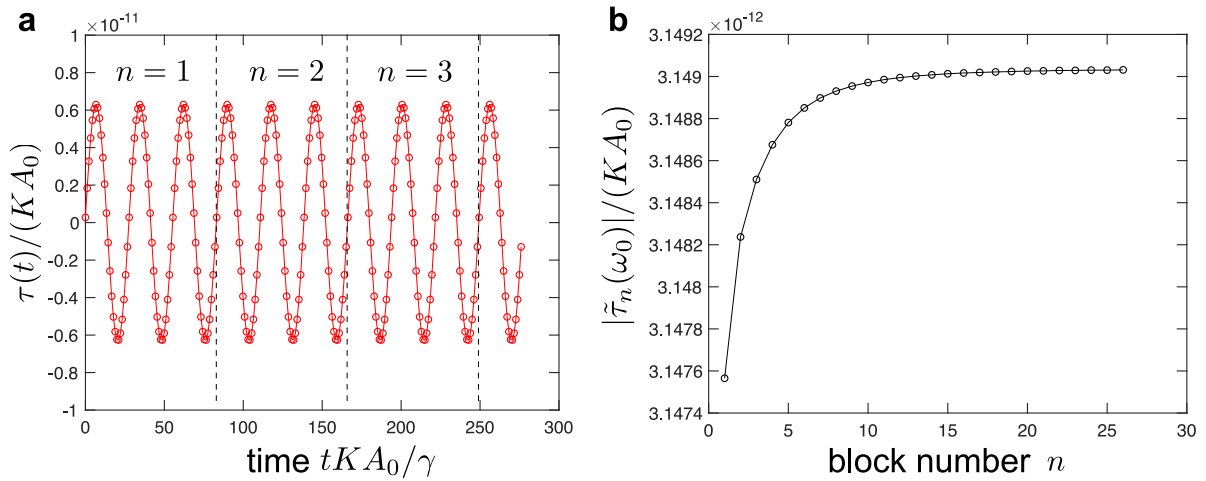 a
×10⁻¹¹
τ(t)/(KA₀)
1
0.8
0.6
0.4
0.2
0
-0.2
-0.4
-0.6
-0.8
-1
n = 1
n = 2
n = 3
0 50 100 150 200 250 300
time tKA₀/γ
b
×10⁻¹²
|τ̃ₙ(ω₀)|/(KA₀)
3.1492
3.149
3.1488
3.1486
3.1484
3.1482
3.148
3.1478
3.1476
3.1474
0 5 10 15 20 25 30
block number n